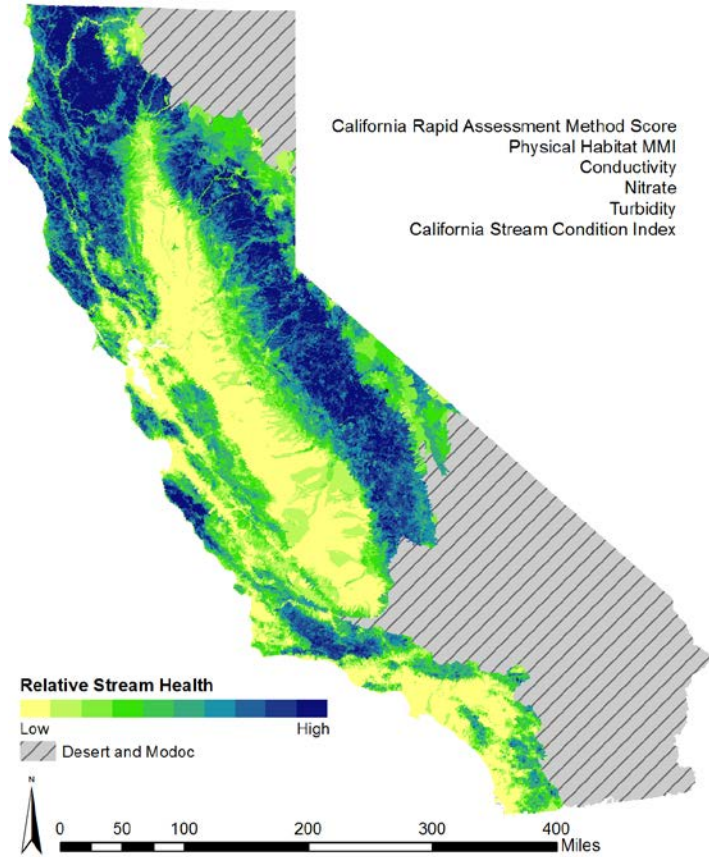 California Rapid Assessment Method Score
Physical Habitat MMI
Conductivity
Nitrate
Turbidity
California Stream Condition Index
Relative Stream Health
Low High
Desert and Modoc
N
0 50 100 200 300 400
Miles